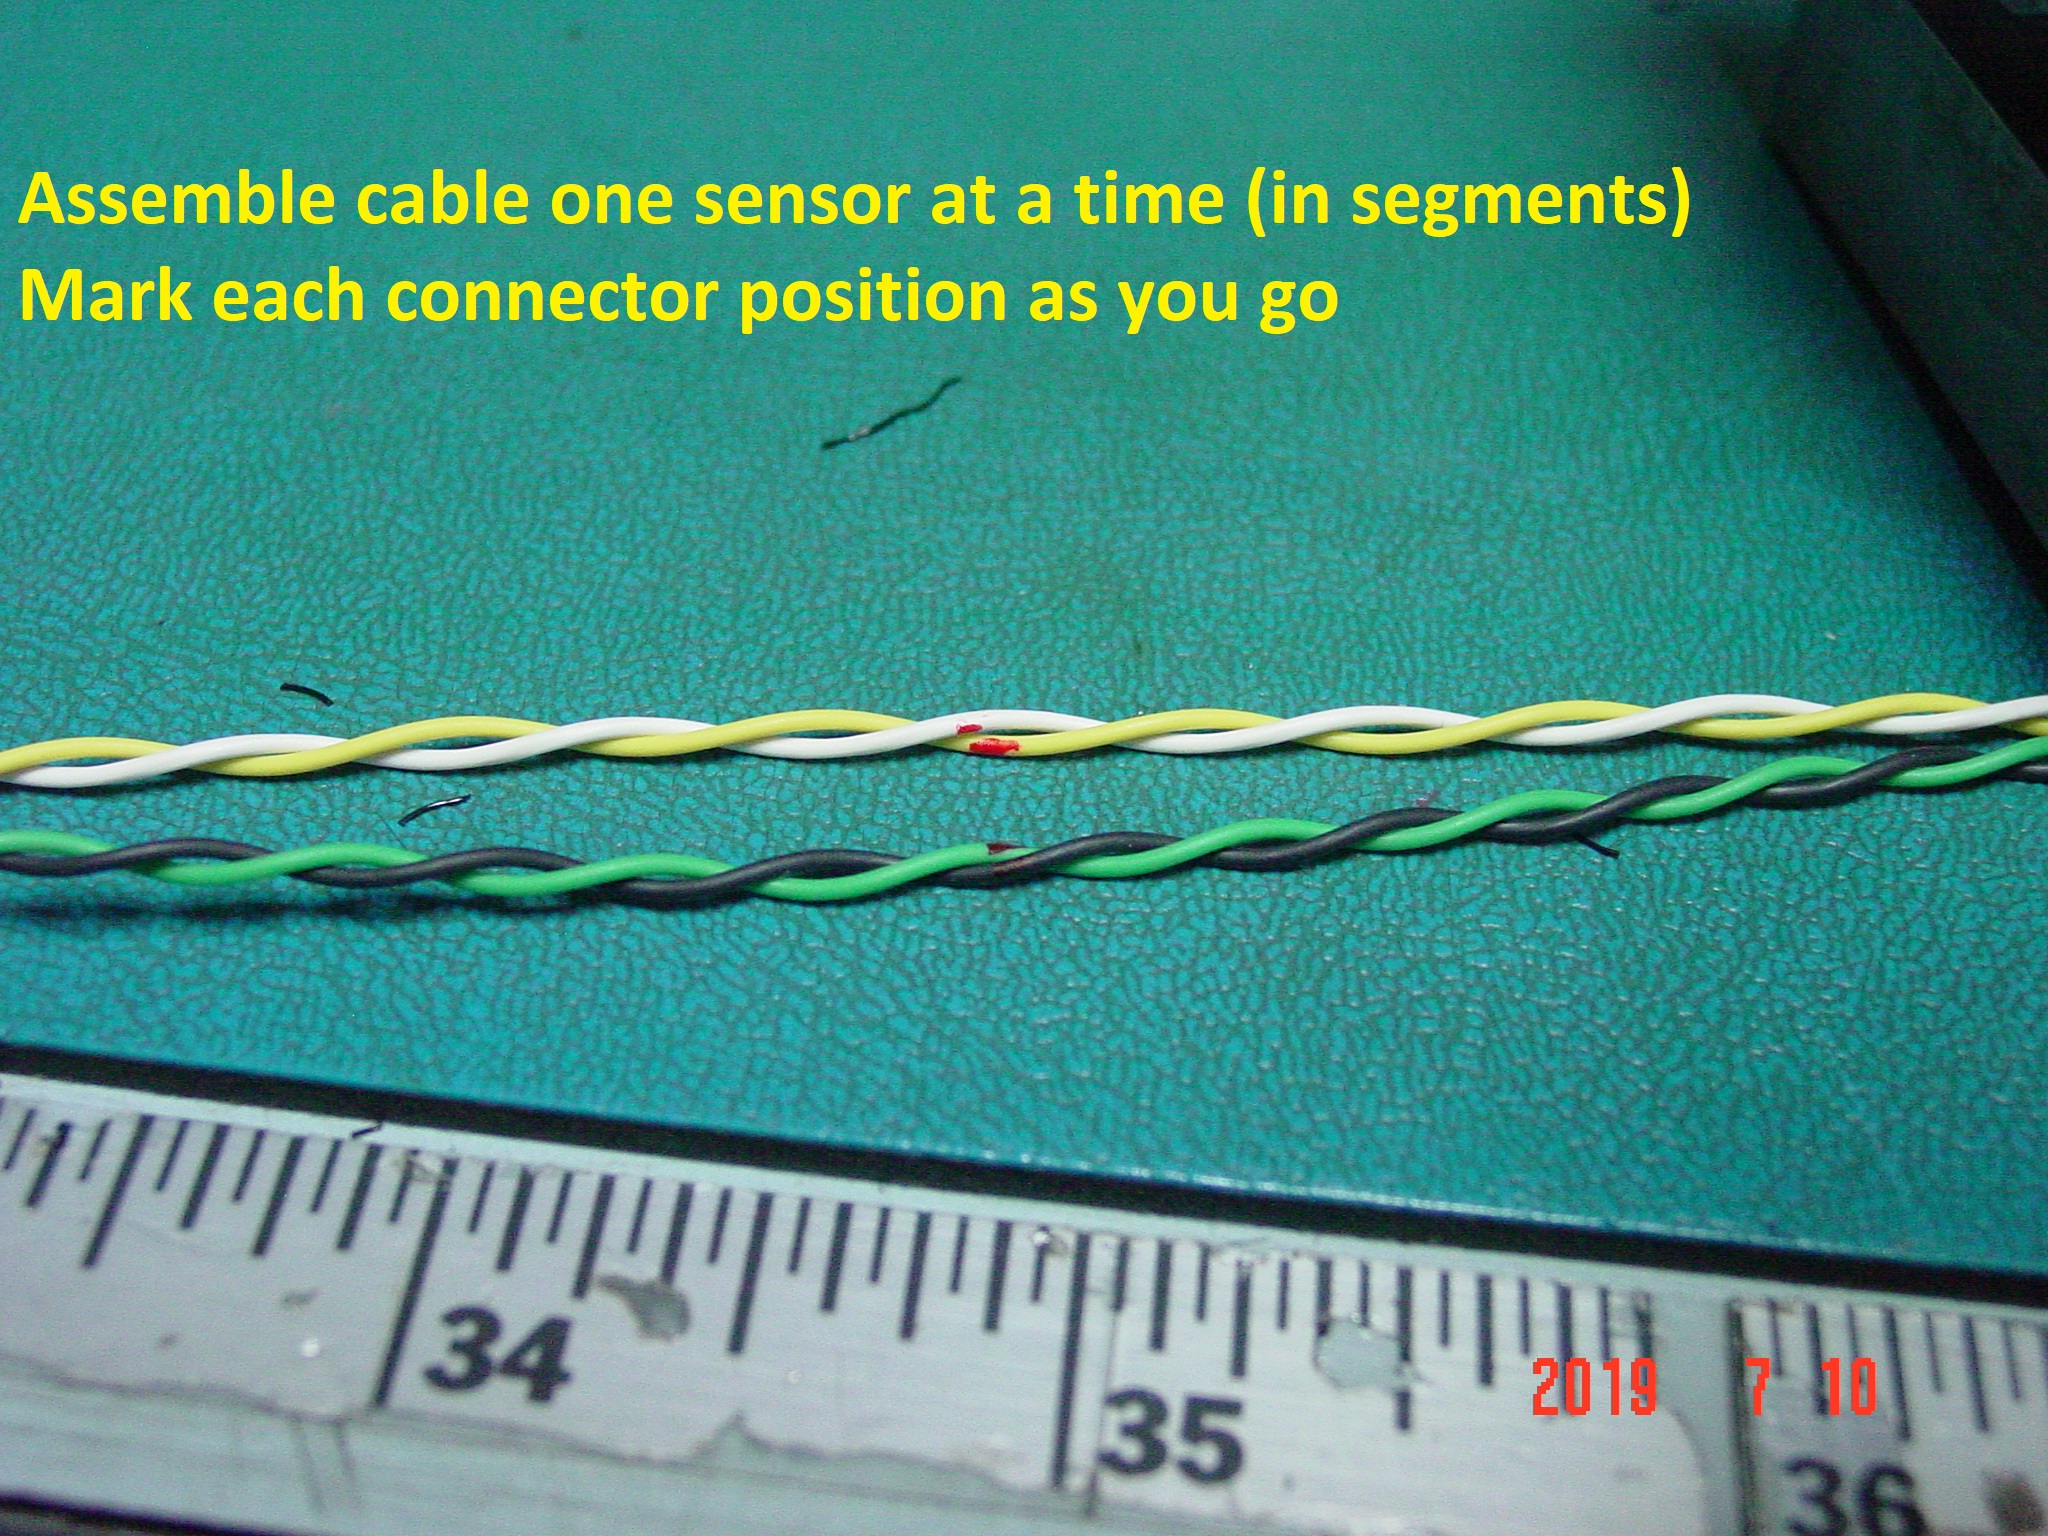 Assemble cable one sensor at a time (in segments)
Mark each connector position as you go
34
35
2019 7 10
36